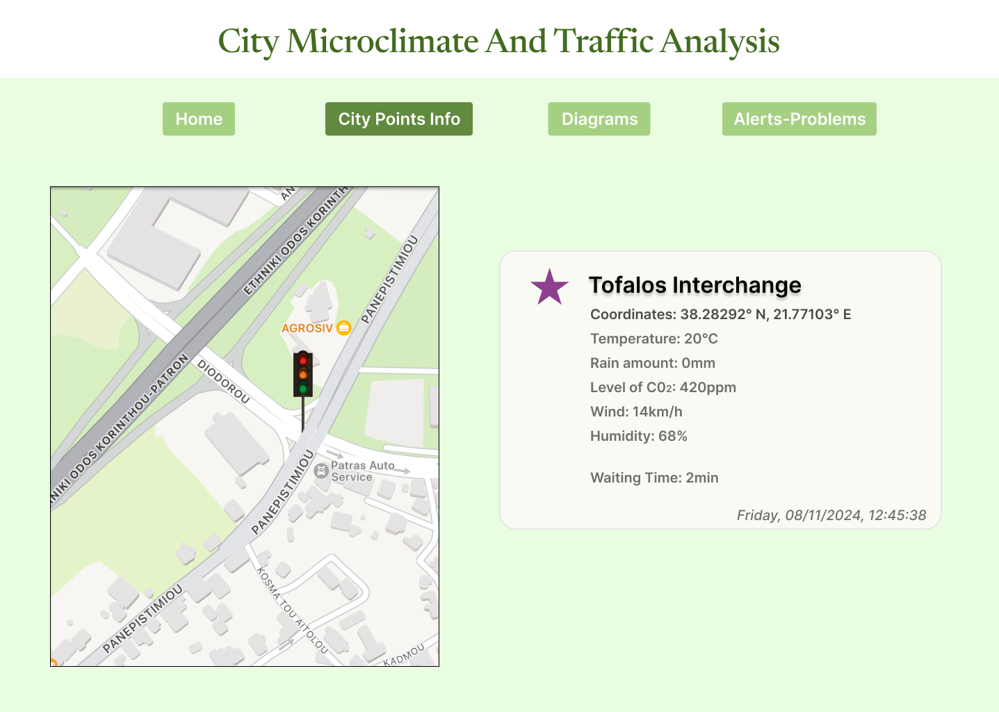 City Microclimate And Traffic Analysis
Home
City Points Info
Diagrams
Alerts-Problems
AN
ETHNIKI ODOS KORINTH
PANEPISTIMIOU
AGROSIV
DIODOROU
NIKI ODOS KORINTHOU-PATRON
PANEPISTIMIOU
Patras Auto
Service
PANEPISTIMIOU
KOSMA TOU AITOLOU
KADMOU
Tofalos Interchange
Coordinates: 38.28292° N, 21.77103° E
Temperature: 20°C
Rain amount: 0mm
Level of C0₂: 420ppm
Wind: 14km/h
Humidity: 68%
Waiting Time: 2min
Friday, 08/11/2024, 12:45:38